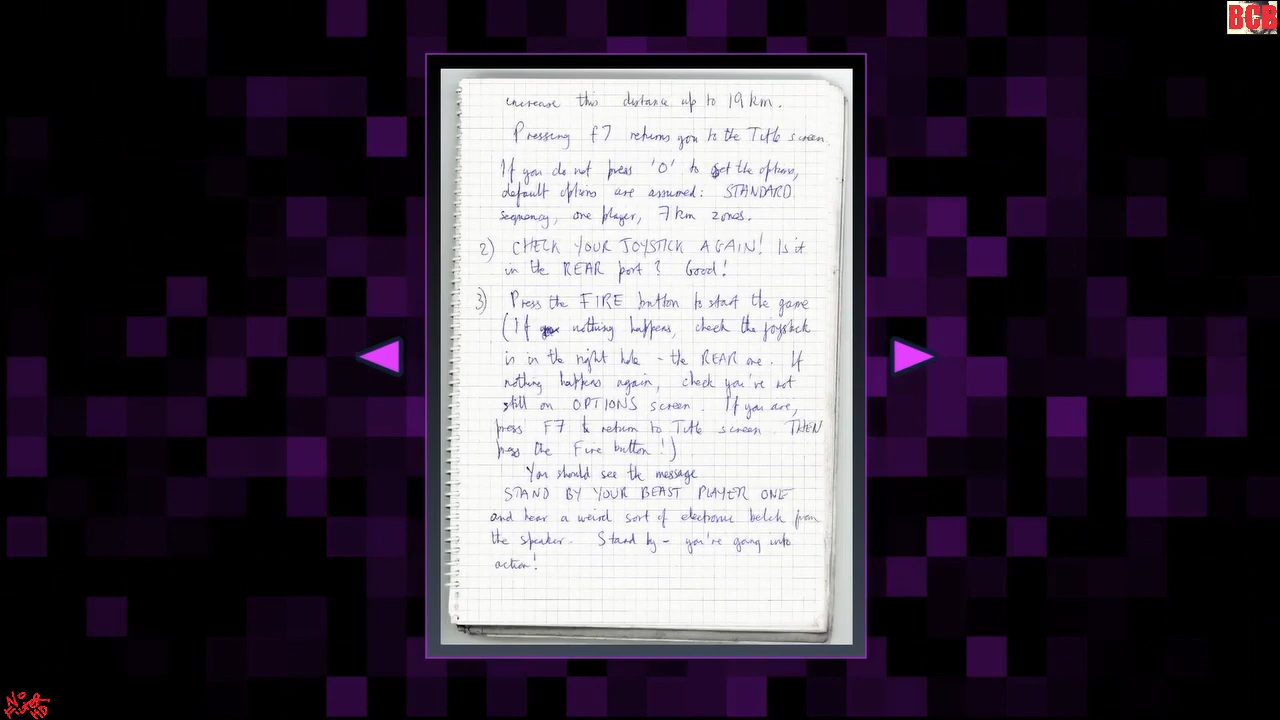 BCB
increase this distance up to 19 km.
Pressing f7 returns you to the Title screen.
If you do not press 'O' to set the options,
default options are assumed: STANDARD
sequency, one player, 7 km zones.
2) CHECK YOUR JOYSTICK AGAIN! Is it
in the REAR port? Good!
3) Press the FIRE button to start the game
(If nothing happens, check the joystick
is in the right hole - the REAR one. If
nothing happens again, check you're not
still on OPTIONS screen. If you are,
press F7 to return to Title screen THEN
press the Fire button!)
You should see the message
STAND BY YOUR BEAST PLAYER ONE
and hear a weird sort of electronic belch from
the speaker. Stand by - you're going into
action.
NO
HD